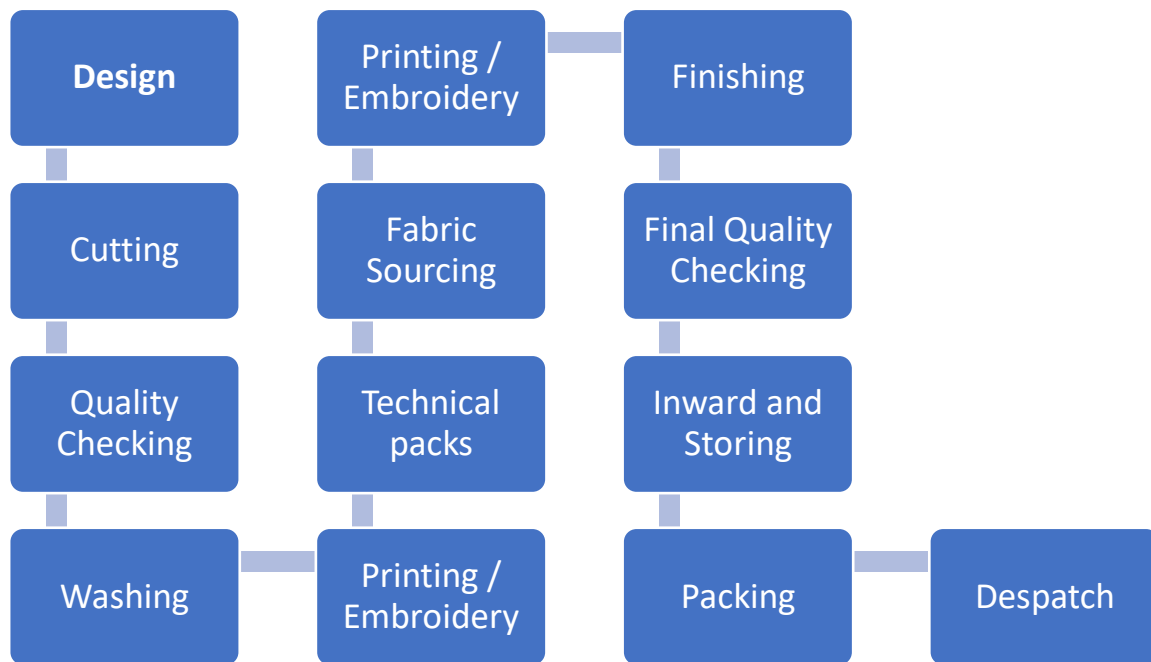 Design
Cutting
Quality
Checking
Washing
Printing /
Embroidery
Technical
packs
Fabric
Sourcing
Printing /
Embroidery
Finishing
Final Quality
Checking
Inward and
Storing
Packing
Despatch